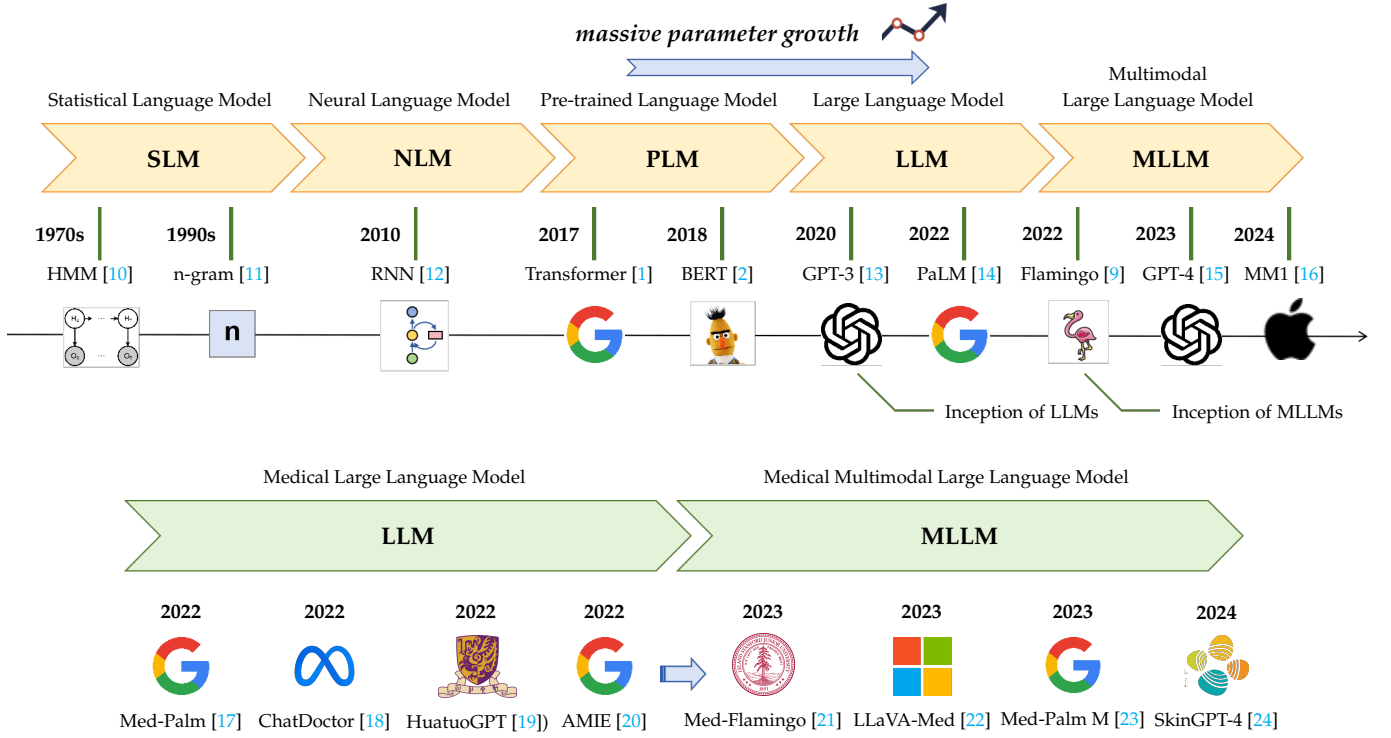 massive parameter growth
Statistical Language Model
Neural Language Model
Pre-trained Language Model
Large Language Model
Multimodal
Large Language Model
SLM
NLM
PLM
LLM
MLLM
1970s
1990s
2010
2017
2018
2020
2022
2022
2023
2024
HMM [10]
n-gram [11]
RNN [12]
Transformer [1]
BERT [2]
GPT-3 [13]
PaLM [14]
Flamingo [9]
GPT-4 [15]
MM1 [16]
n
Inception of LLMs
Inception of MLLMs
Medical Large Language Model
Medical Multimodal Large Language Model
LLM
MLLM
2022
2022
2022
2022
2023
2023
2023
2024
Med-Palm [17]
ChatDoctor [18]
HuatuoGPT [19])
AMIE [20]
Med-Flamingo [21]
LLaVA-Med [22]
Med-Palm M [23]
SkinGPT-4 [24]